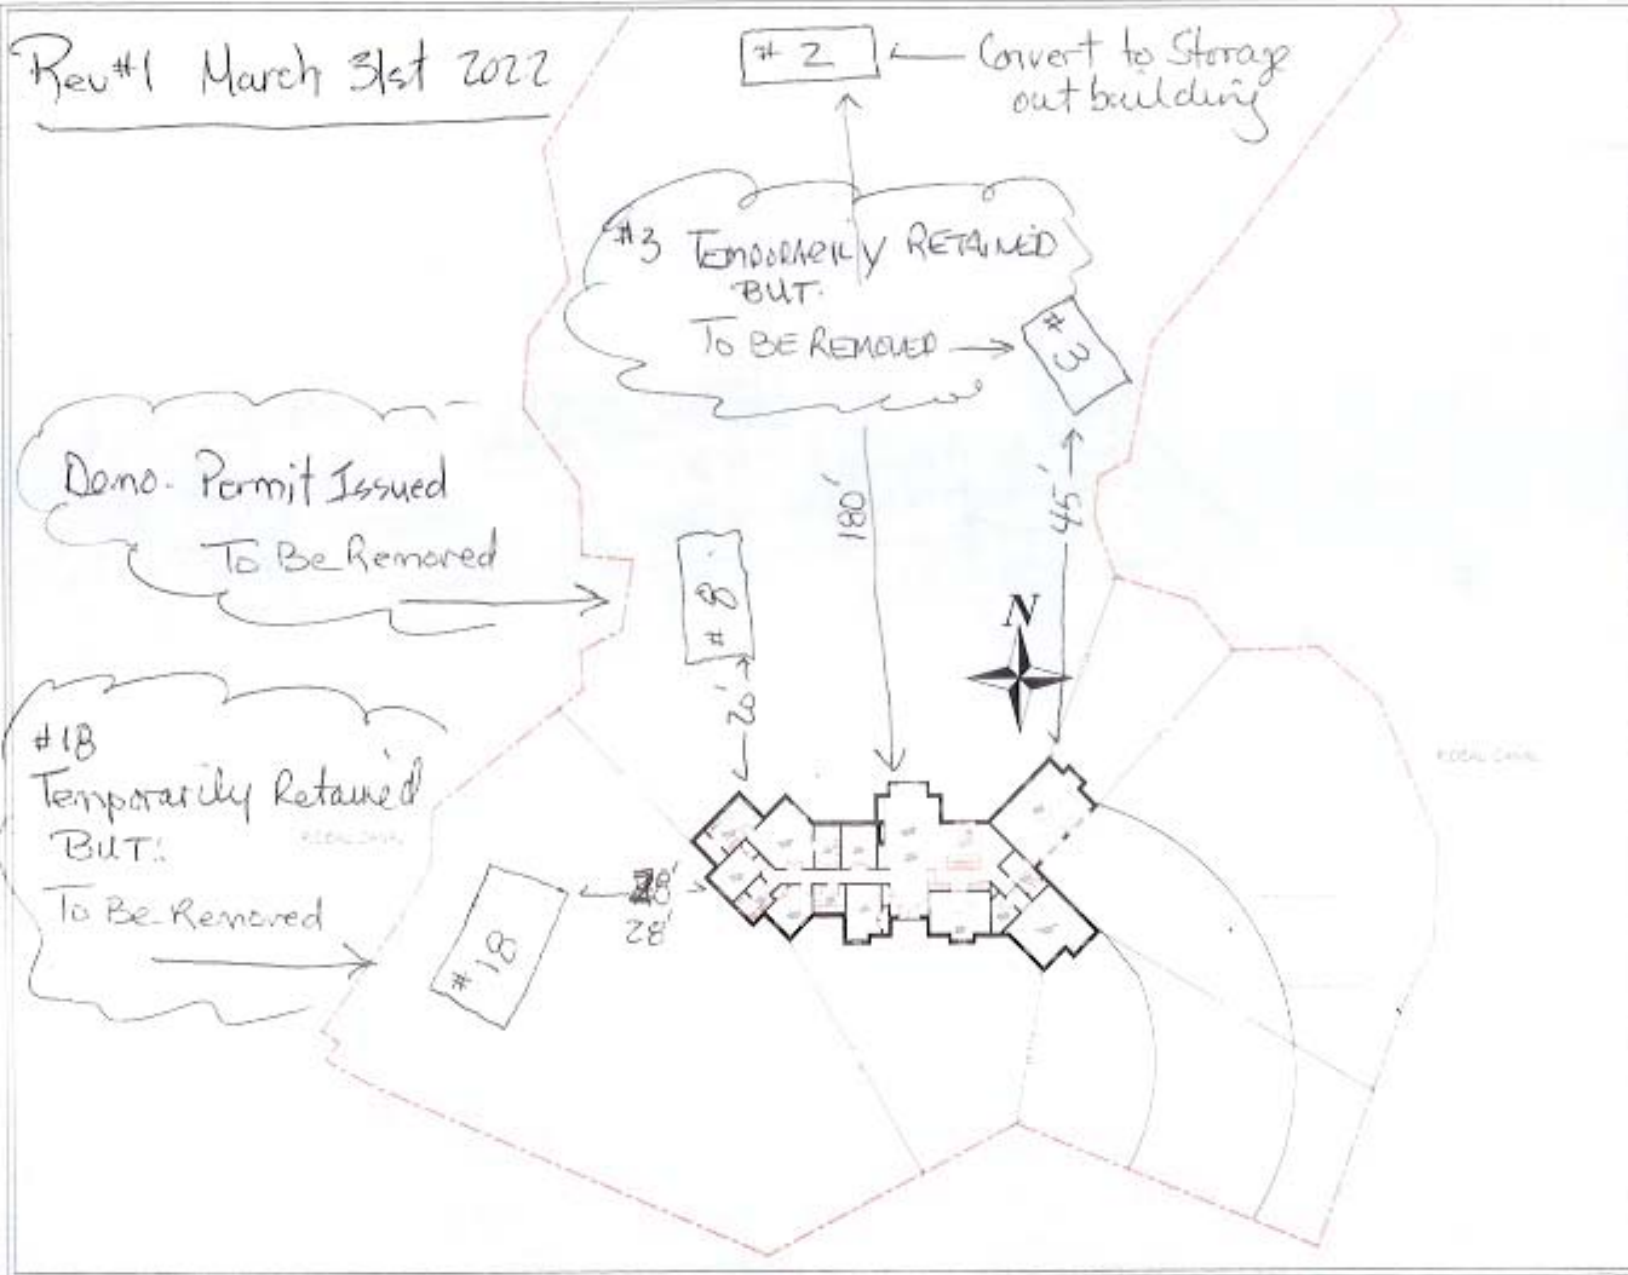 Rev #1 March 31st 2022
# 2
Convert to Storage
out building
#3 TEMPORARILY RETAINED
BUT.
TO BE REMOVED
# 3
Demo. Permit Issued
To Be Removed
# 8
180'
45'
N
20'
#18
Temporarily Retained
BUT:
To Be Removed
28'
# 18